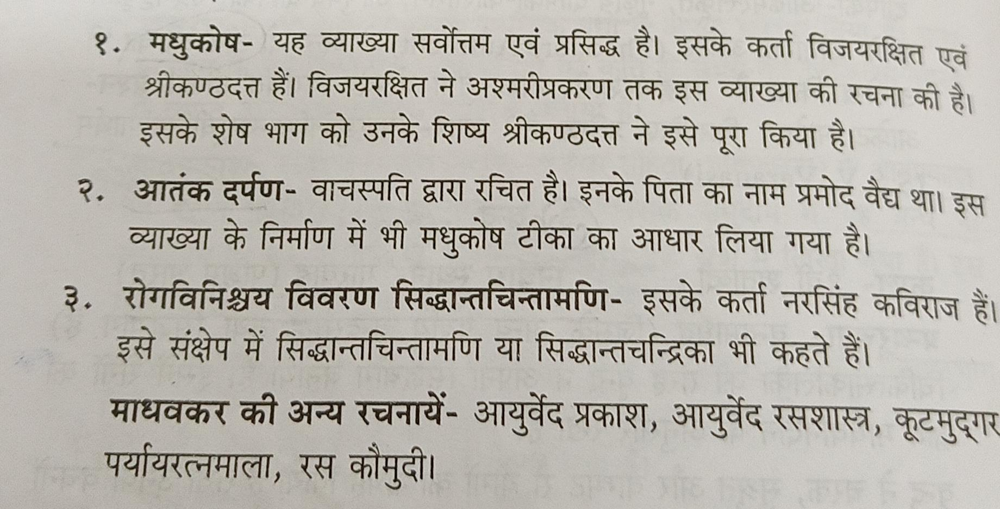 १. मधुकोष- यह व्याख्या सर्वोत्तम एवं प्रसिद्ध है। इसके कर्ता विजयरक्षित एवं
श्रीकण्ठदत्त हैं। विजयरक्षित ने अश्मरीप्रकरण तक इस व्याख्या की रचना की है।
इसके शेष भाग को उनके शिष्य श्रीकण्ठदत्त ने इसे पूरा किया है।
२. आतंक दर्पण- वाचस्पति द्वारा रचित है। इनके पिता का नाम प्रमोद वैद्य था। इस
व्याख्या के निर्माण में भी मधुकोष टीका का आधार लिया गया है।
३. रोगविनिश्चय विवरण सिद्धान्तचिन्तामणि- इसके कर्ता नरसिंह कविराज हैं।
इसे संक्षेप में सिद्धान्तचिन्तामणि या सिद्धान्तचन्द्रिका भी कहते हैं।
माधवकर की अन्य रचनायें- आयुर्वेद प्रकाश, आयुर्वेद रसशास्त्र, कूटमुद्गर
पर्यायरत्नमाला, रस कौमुदी।